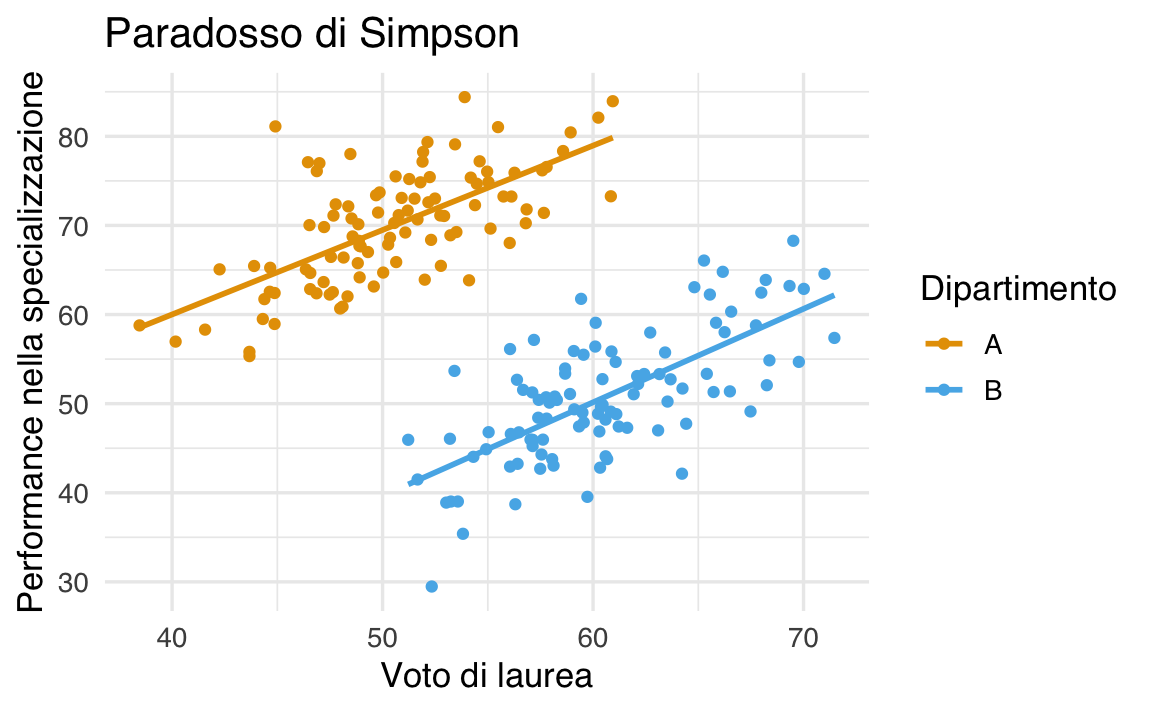 Paradosso di Simpson
Performance nella specializzazione
80
70
60
50
40
30
40
50
60
70
Voto di laurea
Dipartimento
A
B